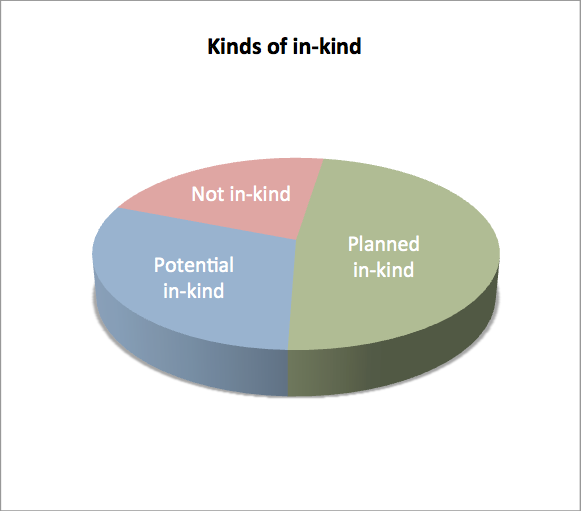 Kinds of in-kind
Not in-kind
Planned
in-kind
Potential
in-kind